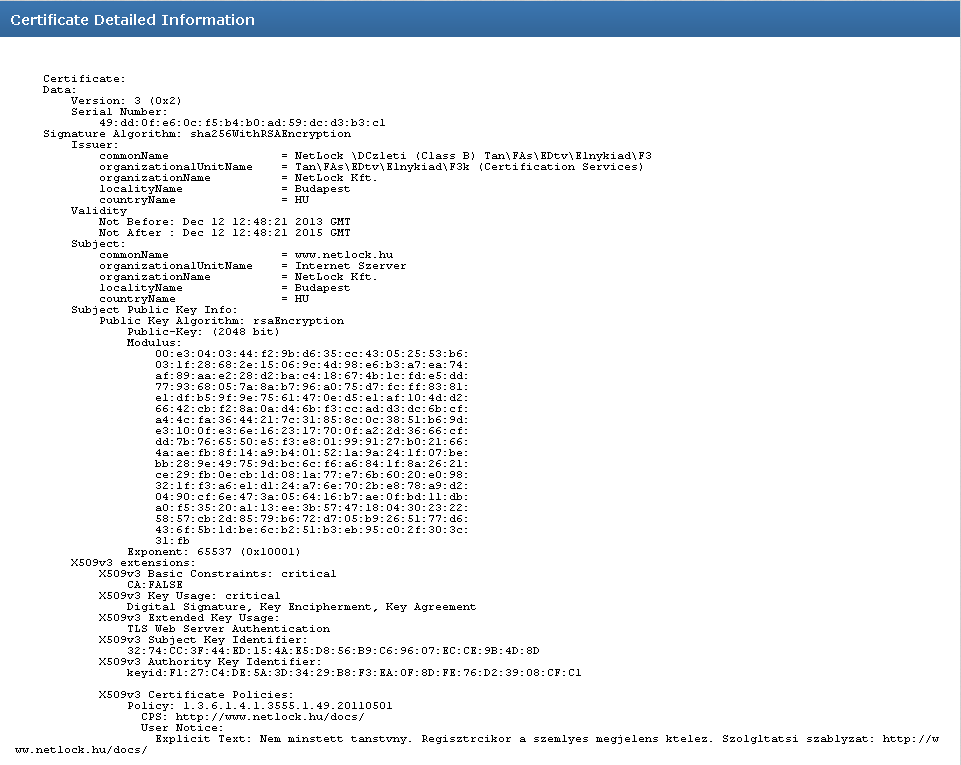 Certificate Detailed Information
Certificate:
Data:
Version: 3 (0x2)
Serial Number:
49:dd:0f:e6:0c:f5:b4:b0:ad:59:dc:d3:b3:c1
Signature Algorithm: sha256WithRSAEncryption
Issuer:
commonName = NetLock \DCzleti (Class B) Tan\FAs\EDtv\Elnykiad\F3
organizationalUnitName = Tan\FAs\EDtv\Elnykiad\F3k (Certification Services)
organizationName = NetLock Kft.
localityName = Budapest
countryName = HU
Validity
Not Before: Dec 12 12:48:21 2013 GMT
Not After : Dec 12 12:48:21 2015 GMT
Subject:
commonName = www.netlock.hu
organizationalUnitName = Internet Szerver
organizationName = NetLock Kft.
localityName = Budapest
countryName = HU
Subject Public Key Info:
Public Key Algorithm: rsaEncryption
Public-Key: (2048 bit)
Modulus:
00:e3:04:03:44:f2:9b:d6:35:cc:43:05:25:53:b6:
03:1f:28:68:2e:15:06:9c:4d:98:e6:b3:a7:ea:74:
af:89:aa:e2:28:d2:ba:c4:18:67:4b:1c:fd:e5:dd:
77:93:68:05:7a:8a:b7:96:a0:75:d7:fc:ff:83:81:
e1:df:b5:9f:9e:75:61:47:0e:d5:e1:af:10:4d:d2:
66:42:cb:f2:8a:0a:d4:6b:f3:cc:ad:d3:dc:6b:cf:
a4:4c:fa:36:44:21:7c:31:85:8c:0c:38:51:b6:9d:
e3:10:0f:e3:6e:16:23:17:70:0f:a2:2d:36:66:cf:
dd:7b:76:65:50:e5:f3:e8:01:99:91:27:b0:21:66:
4a:ae:fb:8f:14:a9:b4:01:52:1a:9a:24:1f:07:be:
bb:28:9e:49:75:9d:bc:6c:f6:a6:84:1f:8a:26:21:
ce:29:fb:0e:cb:1d:08:1a:77:e7:6b:60:20:e0:98:
32:1f:f3:a6:e1:d1:24:a7:6e:70:2b:e8:78:a9:d2:
04:90:cf:6e:47:3a:05:64:16:b7:ae:0f:bd:11:db:
a0:f5:35:20:a1:13:ee:3b:57:47:18:04:30:23:22:
58:57:cb:2d:85:79:b6:72:d7:05:b9:26:51:77:d6:
43:6f:5b:1d:be:6c:b2:51:b3:eb:95:c0:2f:30:3c:
31:fb
Exponent: 65537 (0x10001)
X509v3 extensions:
X509v3 Basic Constraints: critical
CA:FALSE
X509v3 Key Usage: critical
Digital Signature, Key Encipherment, Key Agreement
X509v3 Extended Key Usage:
TLS Web Server Authentication
X509v3 Subject Key Identifier:
32:74:CC:3F:44:ED:15:4A:E5:D8:56:B9:C6:96:07:EC:CE:9B:4D:8D
X509v3 Authority Key Identifier:
keyid:F1:27:C4:DE:5A:3D:34:29:B8:F3:EA:0F:8D:FE:76:D2:39:08:CF:C1
X509v3 Certificate Policies:
Policy: 1.3.6.1.4.1.3555.1.49.20110501
CPS: http://www.netlock.hu/docs/
User Notice:
Explicit Text: Nem minstett tanstvny. Regisztrcikor a szemlyes megjelens ktelez. Szolgltatsi szablyzat: http://w
ww.netlock.hu/docs/